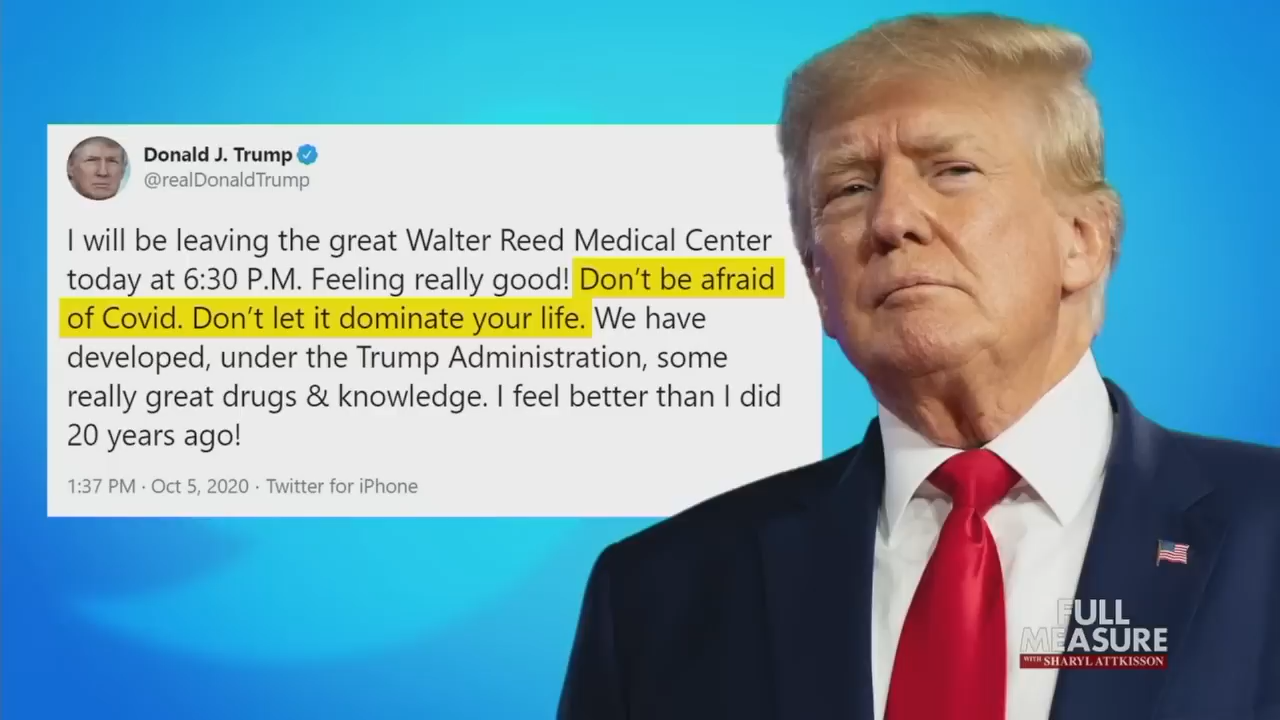 Donald J. Trump
@realDonaldTrump
I will be leaving the great Walter Reed Medical Center
today at 6:30 P.M. Feeling really good! Don’t be afraid
of Covid. Don’t let it dominate your life. We have
developed, under the Trump Administration, some
really great drugs & knowledge. I feel better than I did
20 years ago!
1:37 PM · Oct 5, 2020 · Twitter for iPhone
FULL
MEASURE
WITH SHARYL ATTKISSON